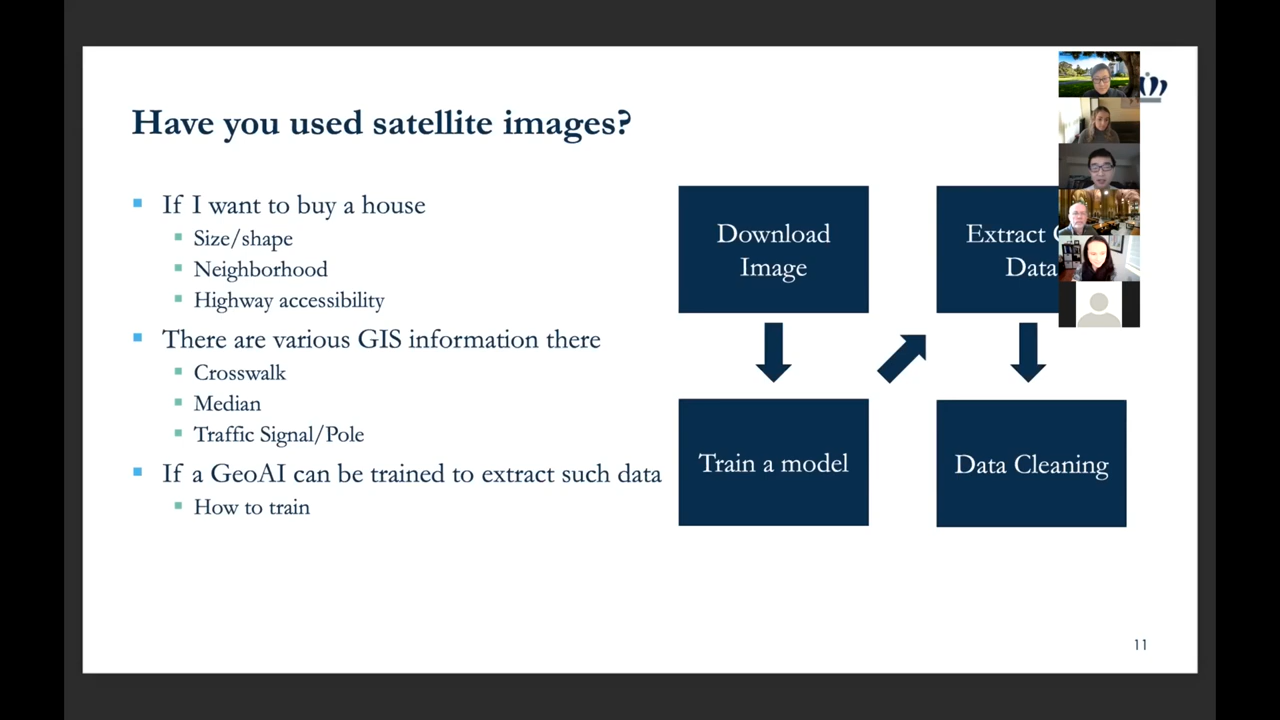 Have you used satellite images?
If I want to buy a house
Size/shape
Neighborhood
Highway accessibility
There are various GIS information there
Crosswalk
Median
Traffic Signal/Pole
If a GeoAI can be trained to extract such data
How to train
Download
Image
Train a model
Extract
Data
Data Cleaning
11